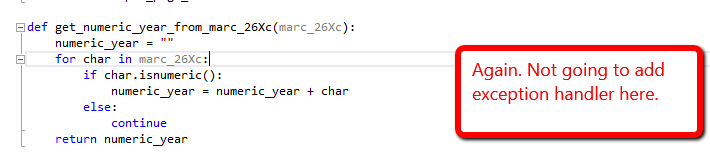 def get_numeric_year_from_marc_26Xc(marc_26Xc):
    numeric_year = ""
    for char in marc_26Xc:
        if char.isnumeric():
            numeric_year = numeric_year + char
        else:
            continue
    return numeric_year
Again. Not going to add
exception handler here.